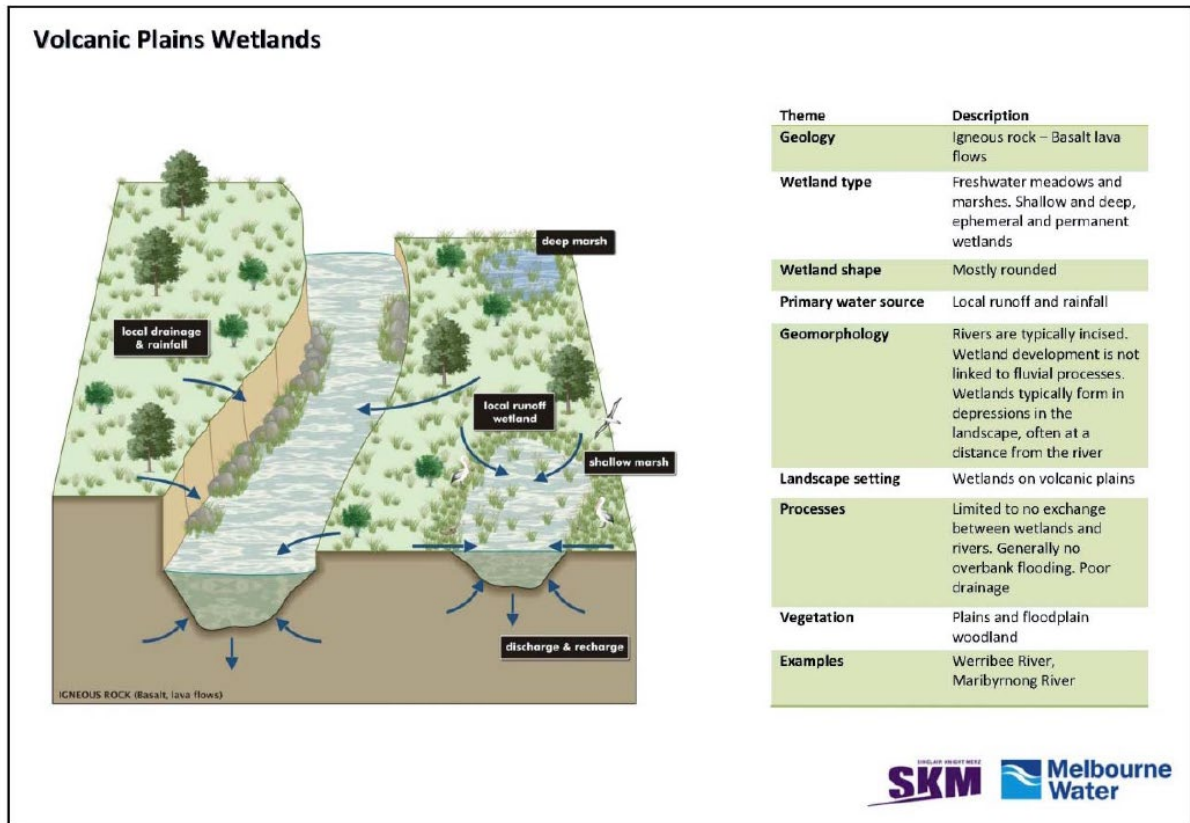 Volcanic Plains Wetlands
deep marsh
local drainage
& rainfall
local runoff
wetland
shallow marsh
discharge & recharge
IGNEOUS ROCK (Basalt, lava flows)
Theme Description
Geology Igneous rock – Basalt lava
flows
Wetland type Freshwater meadows and
marshes. Shallow and deep,
ephemeral and permanent
wetlands
Wetland shape Mostly rounded
Primary water source Local runoff and rainfall
Geomorphology Rivers are typically incised.
Wetland development is not
linked to fluvial processes.
Wetlands typically form in
depressions in the
landscape, often at a
distance from the river
Landscape setting Wetlands on volcanic plains
Processes Limited to no exchange
between wetlands and
rivers. Generally no
overbank flooding. Poor
drainage
Vegetation Plains and floodplain
woodland
Examples Werribee River,
Maribyrnong River
SINCLAIR KNIGHT MERZ
SKM
Melbourne
Water